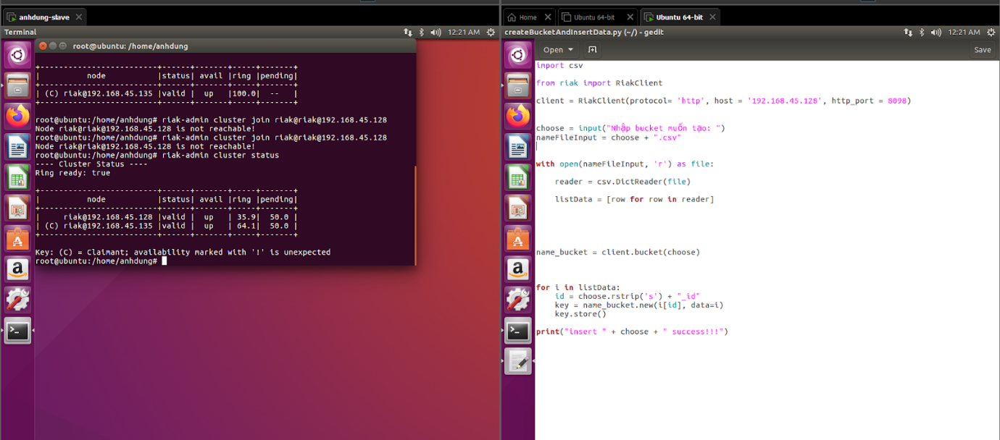 anhdung-slave
Terminal
12:21 AM
root@ubuntu: /home/anhdung
+-------------------------+------+-------+-----+-------+
|          node           |status| avail |ring |pending|
+-------------------------+------+-------+-----+-------+
| (C) riak@192.168.45.135 |valid |  up   |100.0|  --   |
+-------------------------+------+-------+-----+-------+
root@ubuntu:/home/anhdung# riak-admin cluster join riak@riak@192.168.45.128
Node riak@riak@192.168.45.128 is not reachable!
root@ubuntu:/home/anhdung# riak-admin cluster join riak@riak@192.168.45.128
Node riak@riak@192.168.45.128 is not reachable!
root@ubuntu:/home/anhdung# riak-admin cluster status
---- Cluster Status ----
Ring ready: true
+-------------------------+------+-------+-----+-------+
|          node           |status| avail |ring |pending|
+-------------------------+------+-------+-----+-------+
|     riak@192.168.45.128 |valid |  up   | 35.9|  50.0 |
| (C) riak@192.168.45.135 |valid |  up   | 64.1|  50.0 |
+-------------------------+------+-------+-----+-------+
Key: (C) = Claimant; availability marked with '!' is unexpected
root@ubuntu:/home/anhdung#
Home
Ubuntu 64-bit
Ubuntu 64-bit
createBucketAndInsertData.py (~/) - gedit
12:21 AM
Open
Save
import csv
from riak import RiakClient
client = RiakClient(protocol= 'http', host = '192.168.45.128', http_port = 8098)
choose = input("Nhập bucket muốn tạo: ")
nameFileInput = choose + ".csv"
with open(nameFileInput, 'r') as file:
    reader = csv.DictReader(file)
    listData = [row for row in reader]
name_bucket = client.bucket(choose)
for i in listData:
    id = choose.rstrip('s') + "_id"
    key = name_bucket.new(i[id], data=i)
    key.store()
print("insert " + choose + " success!!!")